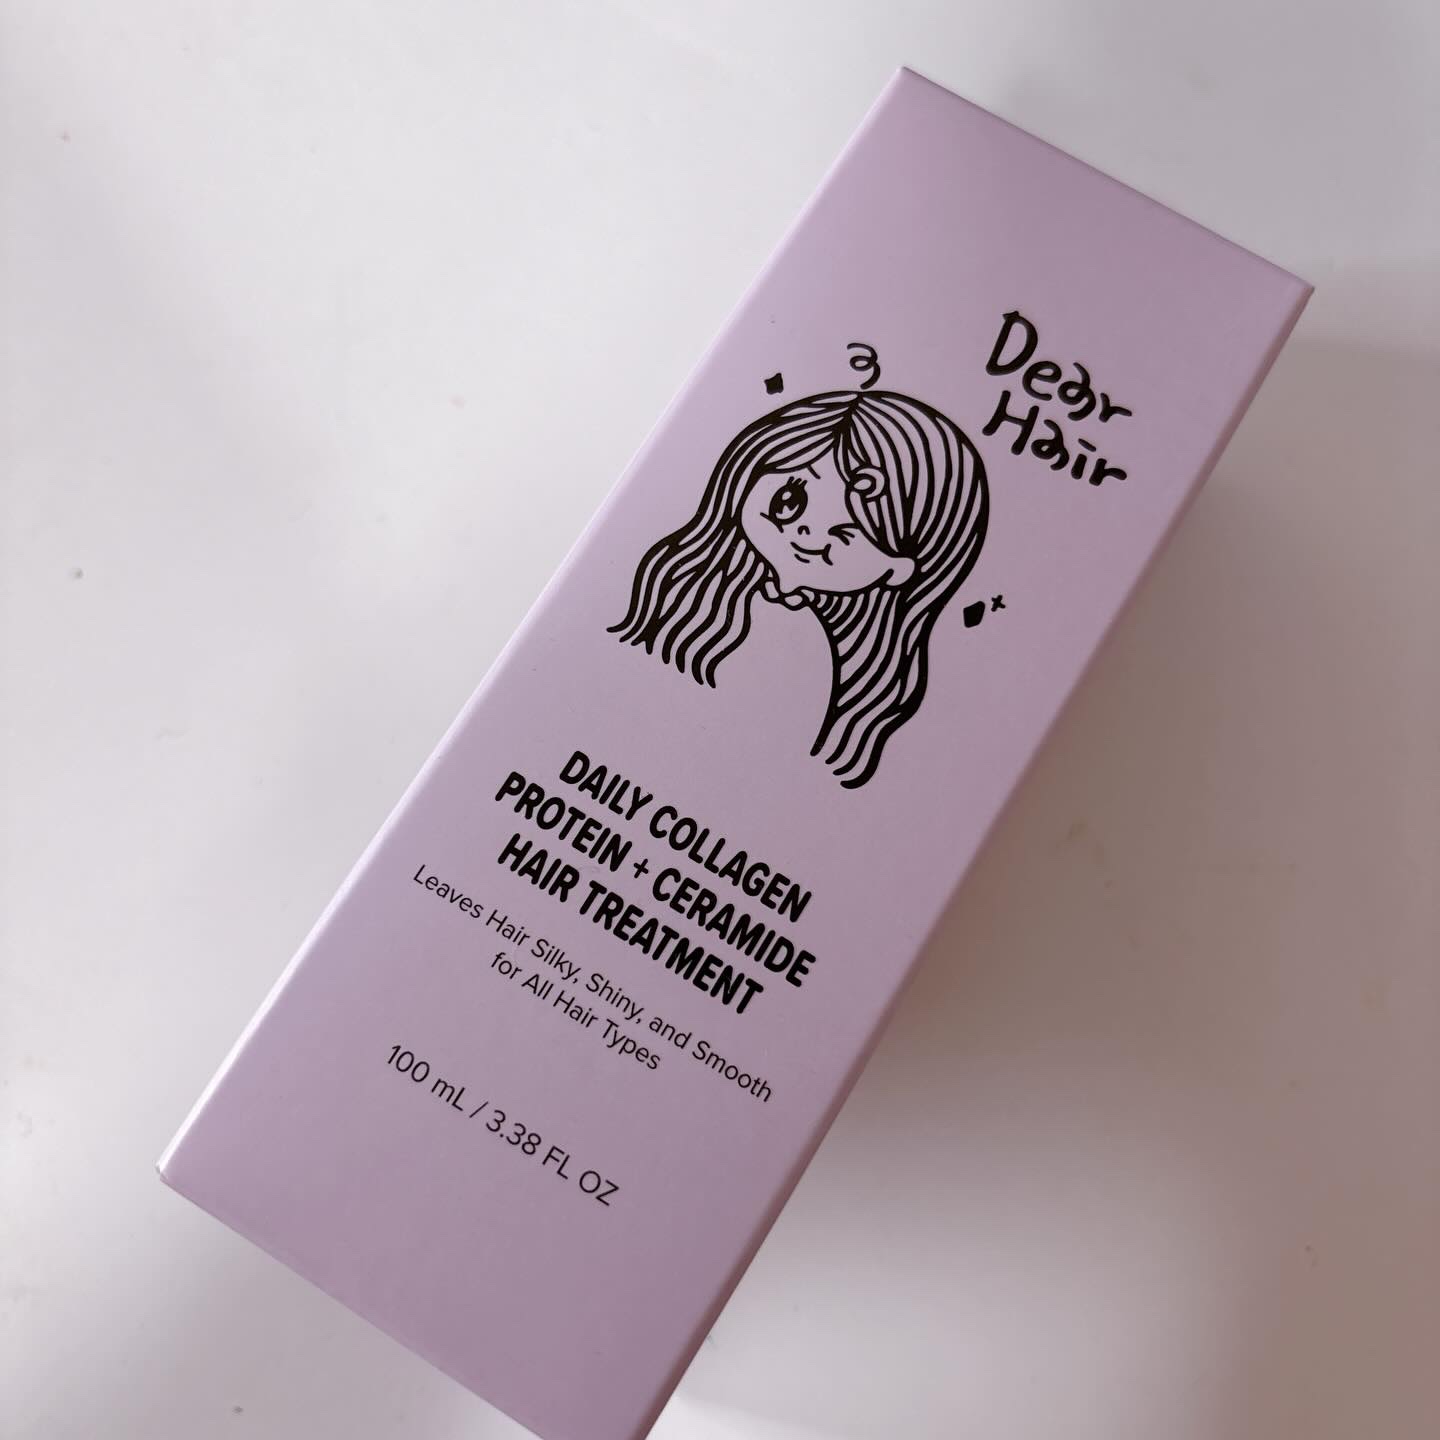 Dear
Hair
DAILY COLLAGEN
PROTEIN + CERAMIDE
HAIR TREATMENT
Leaves Hair Silky, Shiny, and Smooth
for All Hair Types
100 mL / 3.38 FL OZ